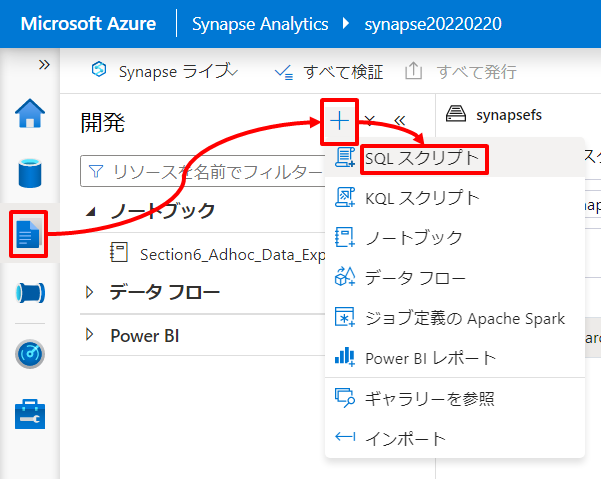 Microsoft Azure
Synapse Analytics
synapse20220220
Synapse ライブ
すべて検証
すべて発行
開発
synapsefs
リソースを名前でフィルター
SQL スクリプト
KQL スクリプト
ノートブック
Section6_Adhoc_Data_Exp
ノートブック
データ フロー
データ フロー
ジョブ定義の Apache Spark
Power BI
Power BI レポート
ギャラリーを参照
インポート